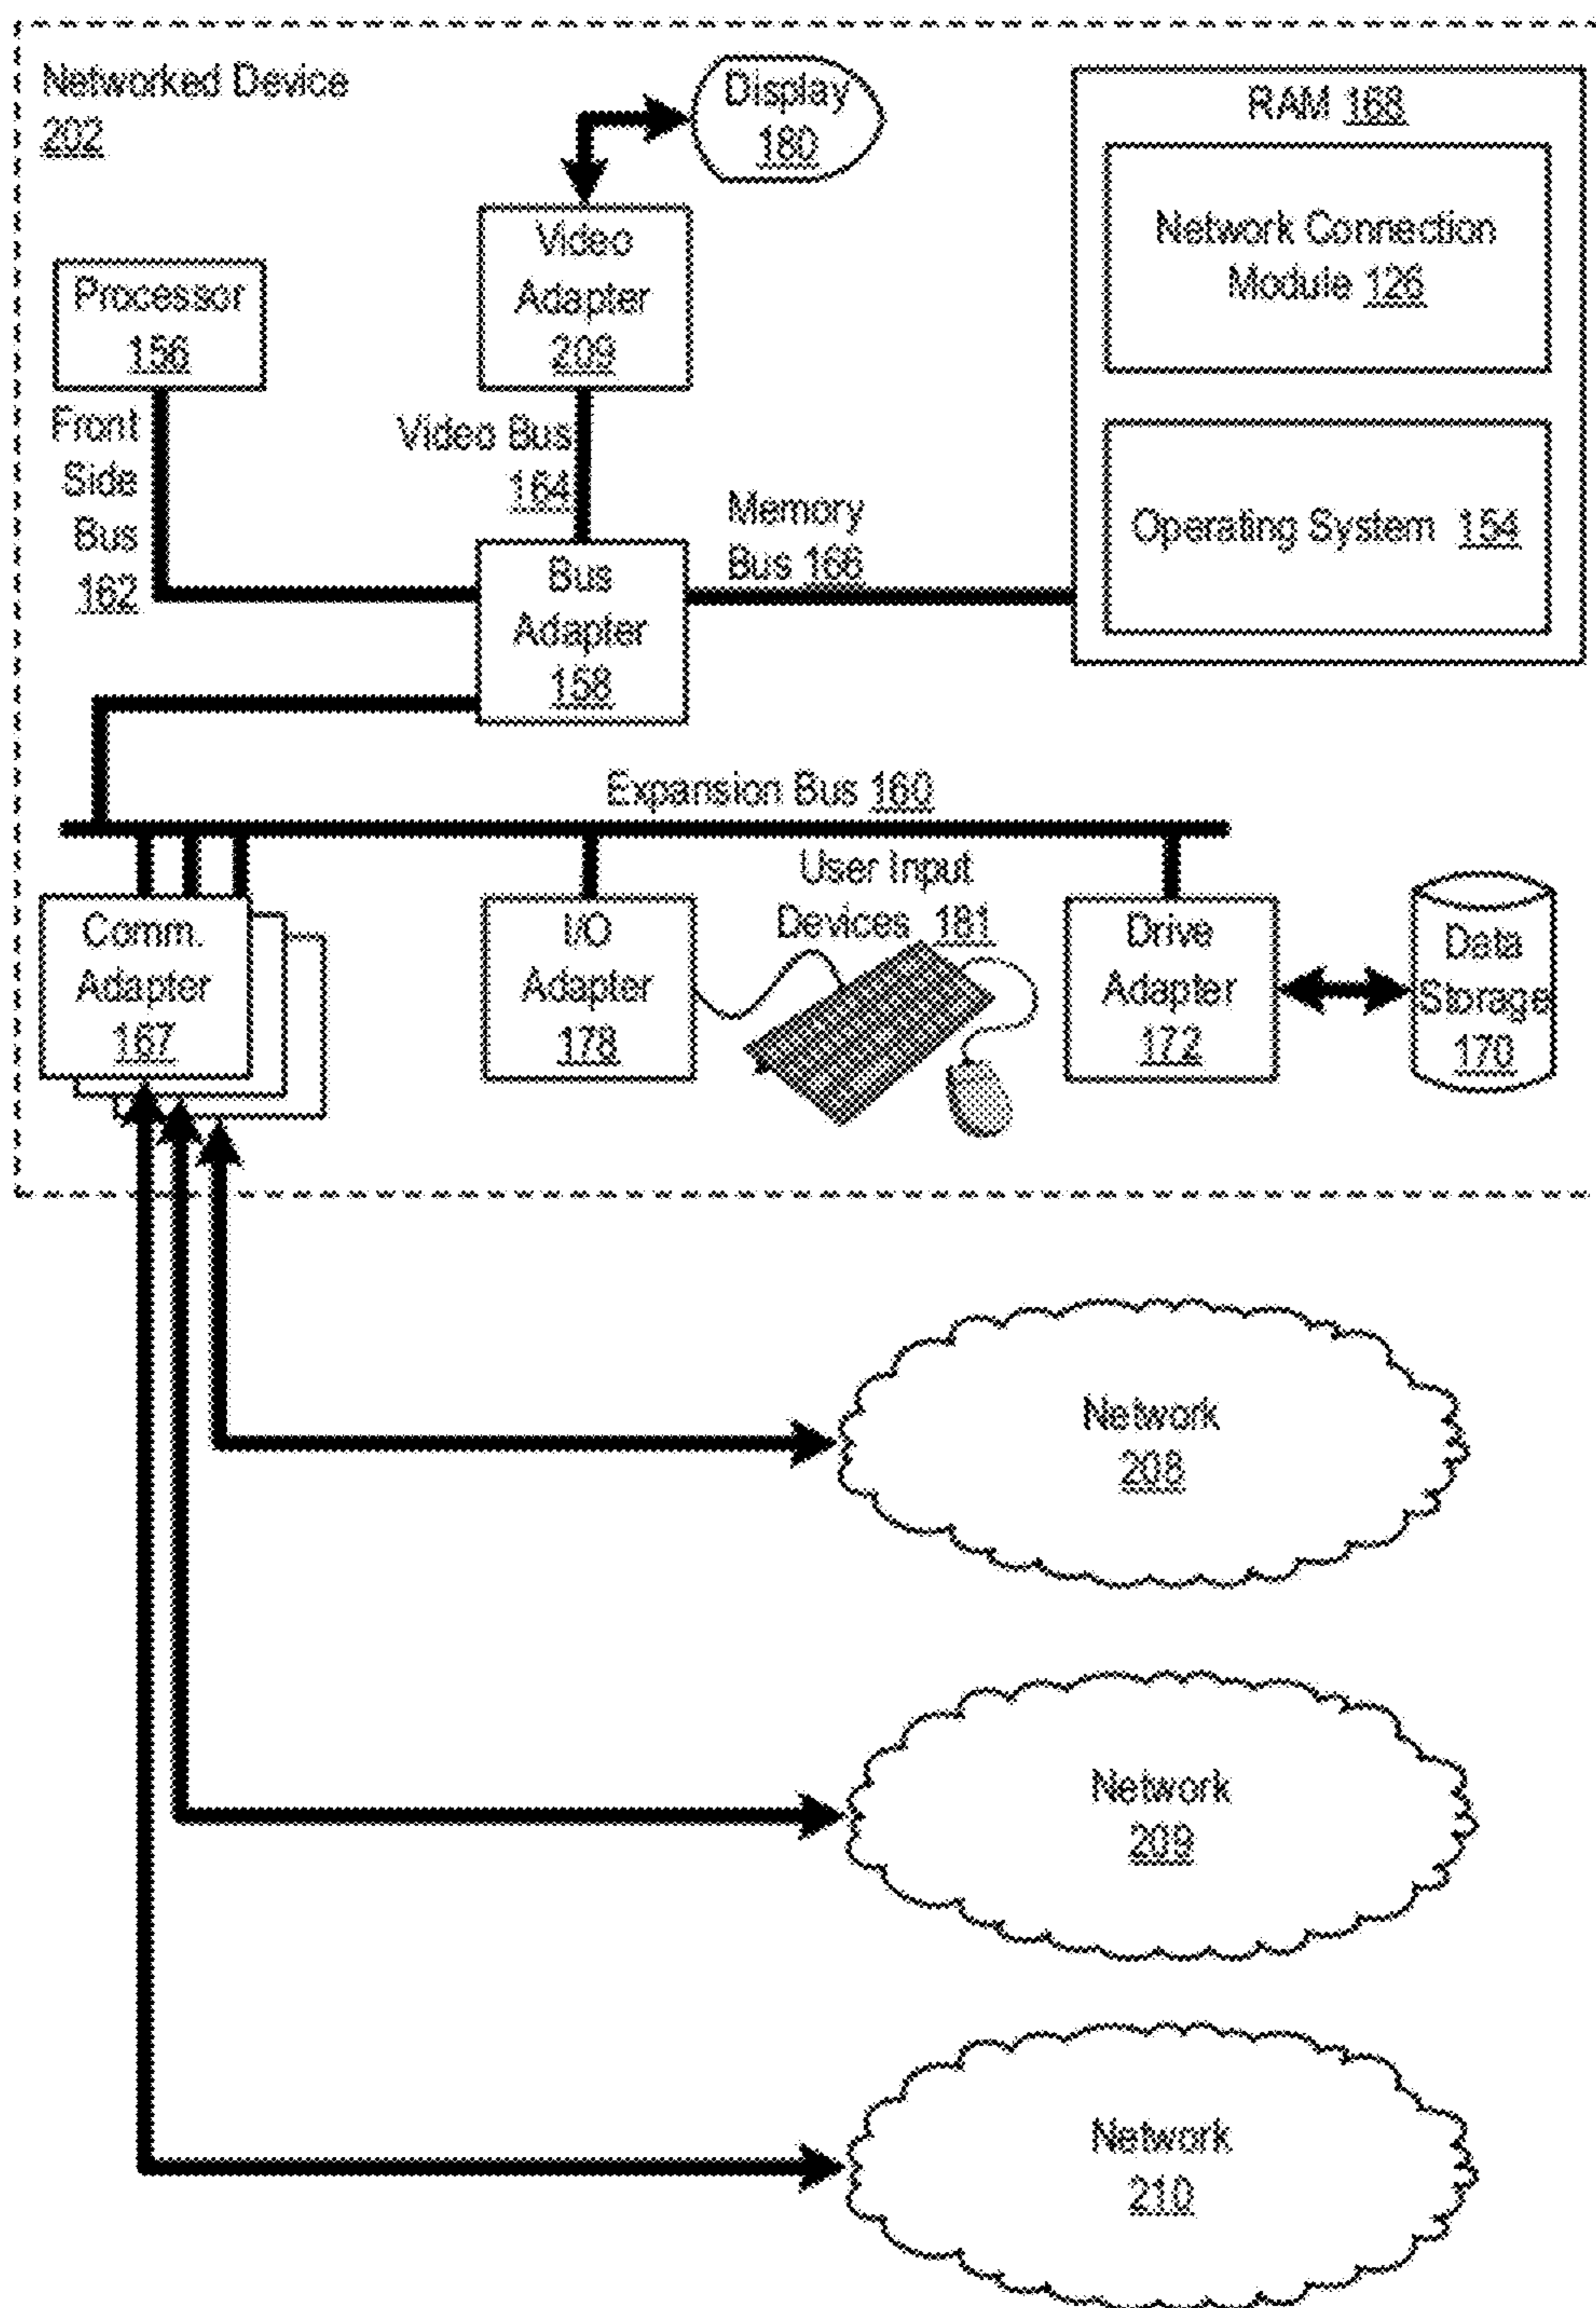 Networked Device
202
Display
180
RAM 168
Network Connection
Module 126
Operating System 154
Video
Adapter
209
Processor
156
Front
Side
Bus
162
Video Bus
164
Memory
Bus 166
Bus
Adapter
158
Expansion Bus 160
Comm.
Adapter
167
I/O
Adapter
178
User Input
Devices 181
Drive
Adapter
172
Data
Storage
170
Network
208
Network
209
Network
210